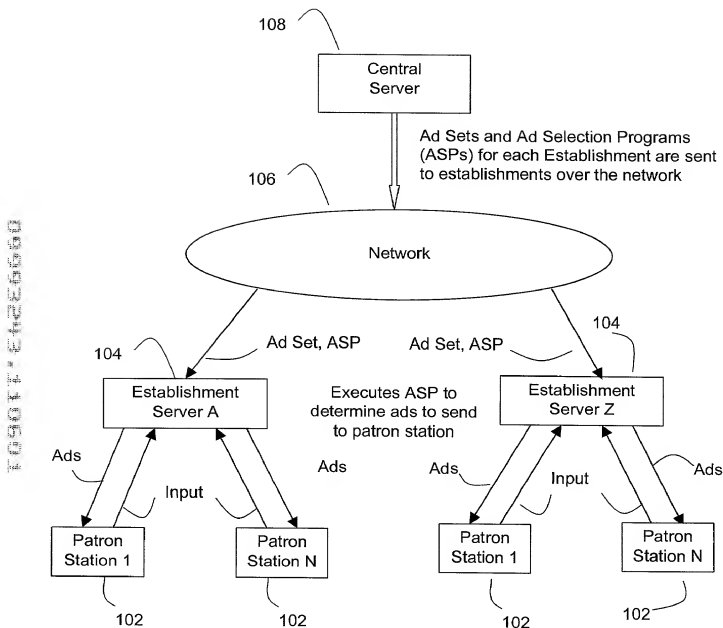 108
Central
Server
Ad Sets and Ad Selection Programs
(ASPs) for each Establishment are sent
to establishments over the network
106
Network
104
Ad Set, ASP
Ad Set, ASP
104
Establishment
Server A
Executes ASP to
determine ads to send
to patron station
Establishment
Server Z
Ads
Input
Ads
Ads
Input
Ads
Patron
Station 1
Patron
Station N
Patron
Station 1
Patron
Station N
102
102
102
102